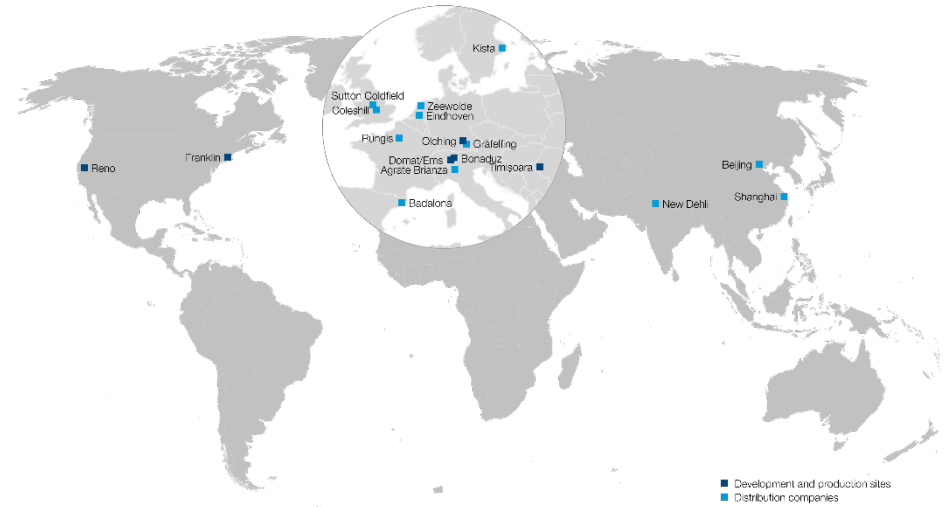 Kista
Sutton Coldfield
Coleshill
Zeewolde
Eindhoven
Rungis
Olching
Gräfelfing
Franklin
Domat/Ems
Bonaduz
Reno
Agrate Brianza
Timișoara
Beijing
Badalona
New Dehli
Shanghai
Development and production sites
Distribution companies